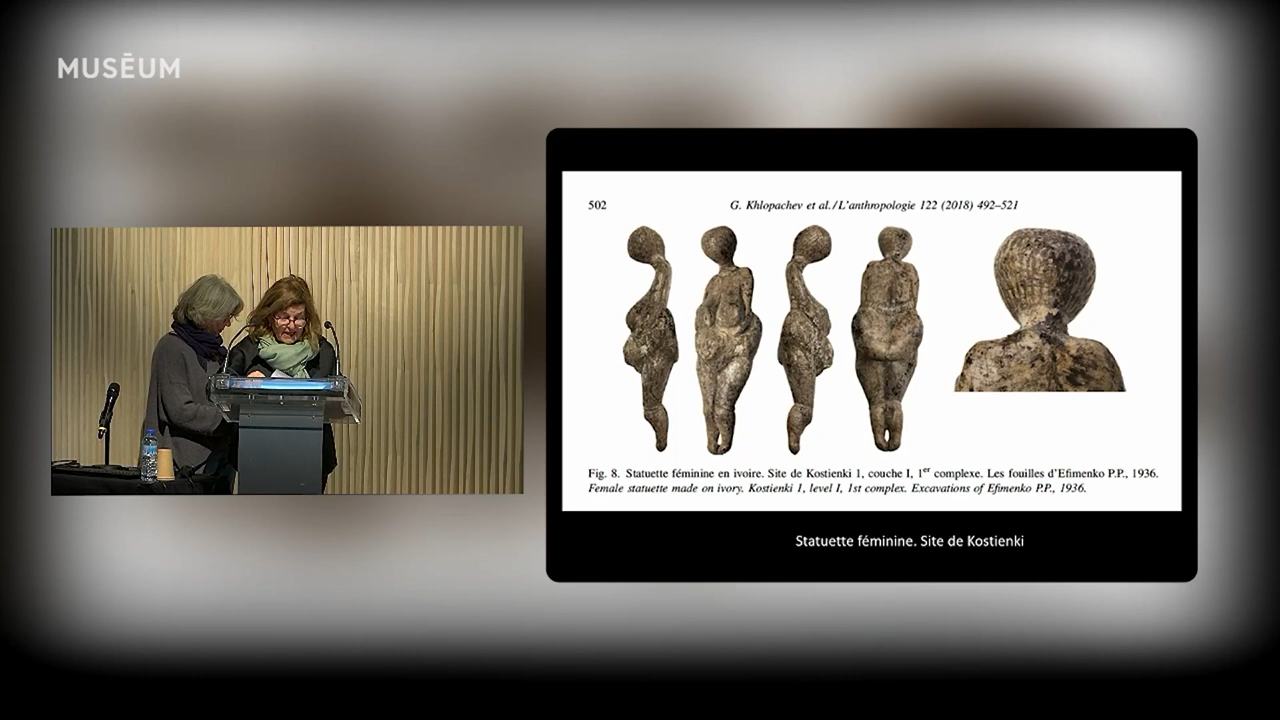 MUSĒUM
502
G. Khlopachev et al./L'anthropologie 122 (2018) 492–521
Fig. 8. Statuette féminine en ivoire. Site de Kostienki 1, couche I, 1er complexe. Les fouilles d'Efimenko P.P., 1936.
Female statuette made on ivory. Kostienki 1, level I, 1st complex. Excavations of Efimenko P.P., 1936.
Statuette féminine. Site de Kostienki